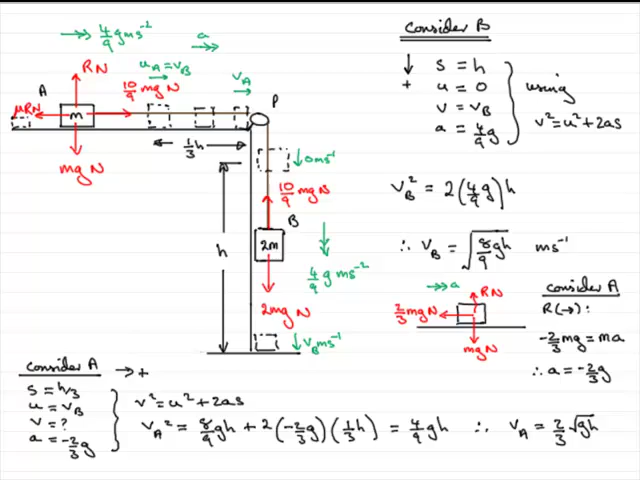 4/9 g ms⁻²
a
A
RN
μRN
m
10/9 mg N
u_A = v_B
v_A
P
mg N
1/3 h
0 ms⁻¹
10/9 mg N
B
2m
h
4/9 g ms⁻²
2mg N
v_B ms⁻¹
Consider B
↓ s = h
+ u = 0
v = v_B
a = 4/9 g
using
v² = u² + 2as
v_B² = 2(4/9 g)h
∴ v_B = √(8gh/9) ms⁻¹
a
RN
2/3 mg N
mg N
consider A
R(→):
-2/3 mg = ma
∴ a = -2/3 g
Consider A → +
s = h/3
u = v_B
v = ?
a = -2/3 g
v² = u² + 2as
v_A² = 8/9 gh + 2(-2/3 g)(1/3 h) = 4/9 gh ∴ v_A = 2/3 √gh